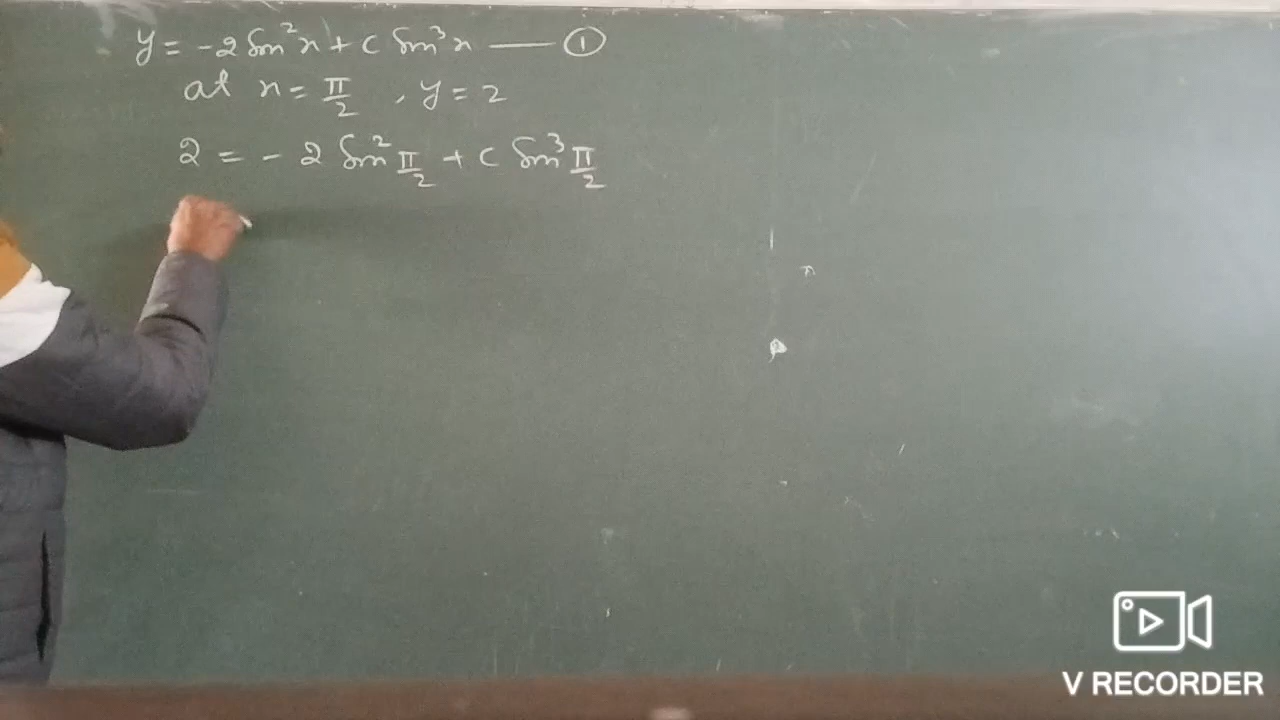 y = -2 Sin²x + c Sin³x —— ①
at x = π/2 , y = 2
2 = - 2 Sin² π/2 + c Sin³ π/2
V RECORDER